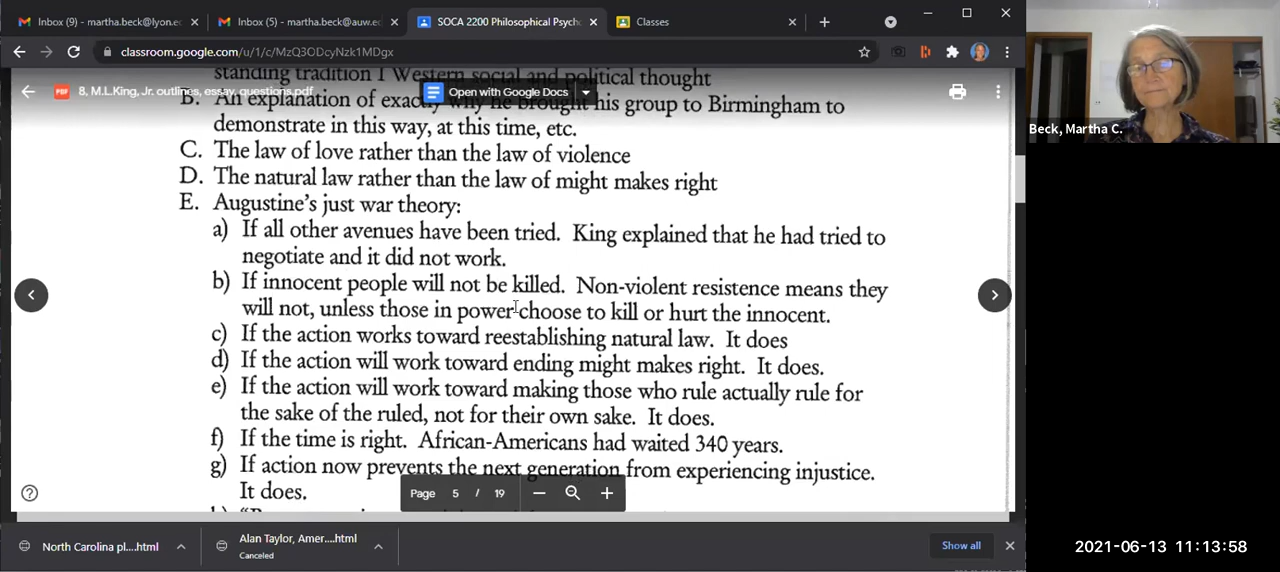 Inbox (9) - martha.beck@lyon.ec
Inbox (5) - martha.beck@auw.ed
SOCA 2200 Philosophical Psych
Classes
classroom.google.com/u/1/c/MzQ3ODcyNzk1MDgx
standing tradition I Western social and political thought
8, M.L.King, Jr. outlines, essay, questions.pdf
Open with Google Docs
B. An explanation of exactly why he brought his group to Birmingham to
demonstrate in this way, at this time, etc.
C. The law of love rather than the law of violence
D. The natural law rather than the law of might makes right
E. Augustine's just war theory:
a) If all other avenues have been tried. King explained that he had tried to
negotiate and it did not work.
b) If innocent people will not be killed. Non-violent resistence means they
will not, unless those in power choose to kill or hurt the innocent.
c) If the action works toward reestablishing natural law. It does
d) If the action will work toward ending might makes right. It does.
e) If the action will work toward making those who rule actually rule for
the sake of the ruled, not for their own sake. It does.
f) If the time is right. African-Americans had waited 340 years.
g) If action now prevents the next generation from experiencing injustice.
It does.
Page 5 / 19
North Carolina pl....html
Alan Taylor, Amer....html
Canceled
Show all
Beck, Martha C.
2021-06-13 11:13:58